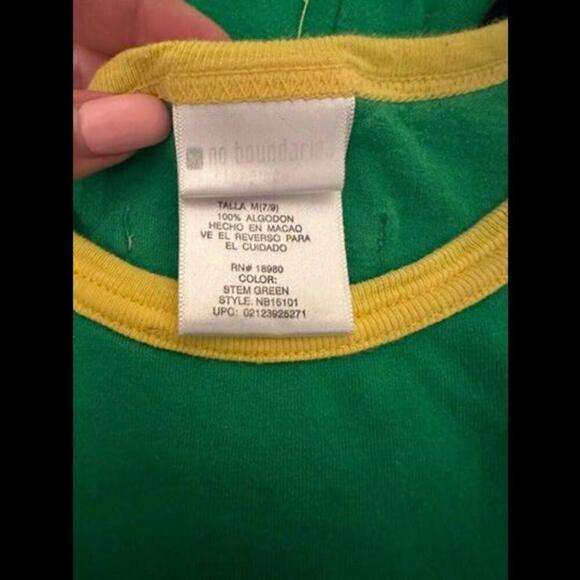 no boundaries
TALLA M(7/9)
100% ALGODON
HECHO EN MACAO
VE EL REVERSO PARA
EL CUIDADO
RN# 18980
COLOR:
STEM GREEN
STYLE: NB15101
UPC: 02123925271